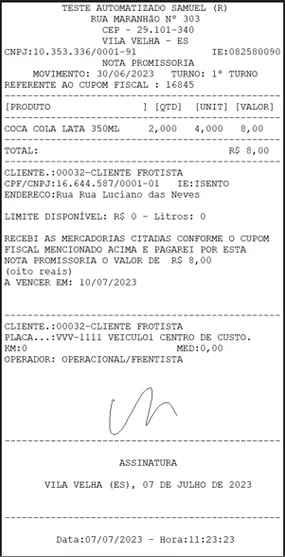 TESTE AUTOMATIZADO SAMUEL (R)
RUA MARANHãO Nº 303
CEP - 29.101-340
VILA VELHA - ES
CNPJ:10.353.336/0001-91 IE:082580090
NOTA PROMISSORIA
MOVIMENTO: 30/06/2023 TURNO: 1º TURNO
REFERENTE AO CUPOM FISCAL : 16845
[PRODUTO ] [QTD] [UNIT] [VALOR]
COCA COLA LATA 350ML 2,000 4,000 8,00
TOTAL: R$ 8,00
CLIENTE.:00032-CLIENTE FROTISTA
CPF/CNPJ:16.644.587/0001-01 IE:ISENTO
ENDERECO:Rua Rua Luciano das Neves
LIMITE DISPONÍVEL: R$ 0 - Litros: 0
RECEBI AS MERCADORIAS CITADAS CONFORME O CUPOM
FISCAL MENCIONADO ACIMA E PAGAREI POR ESTA
NOTA PROMISSORIA O VALOR DE R$ 8,00
(oito reais)
A VENCER EM: 10/07/2023
CLIENTE.:00032-CLIENTE FROTISTA
PLACA...:VVV-1111 VEICULO1 CENTRO DE CUSTO.
KM:0 MED:0,00
OPERADOR: OPERACIONAL/FRENTISTA
ASSINATURA
VILA VELHA (ES), 07 DE JULHO DE 2023
Data:07/07/2023 - Hora:11:23:23